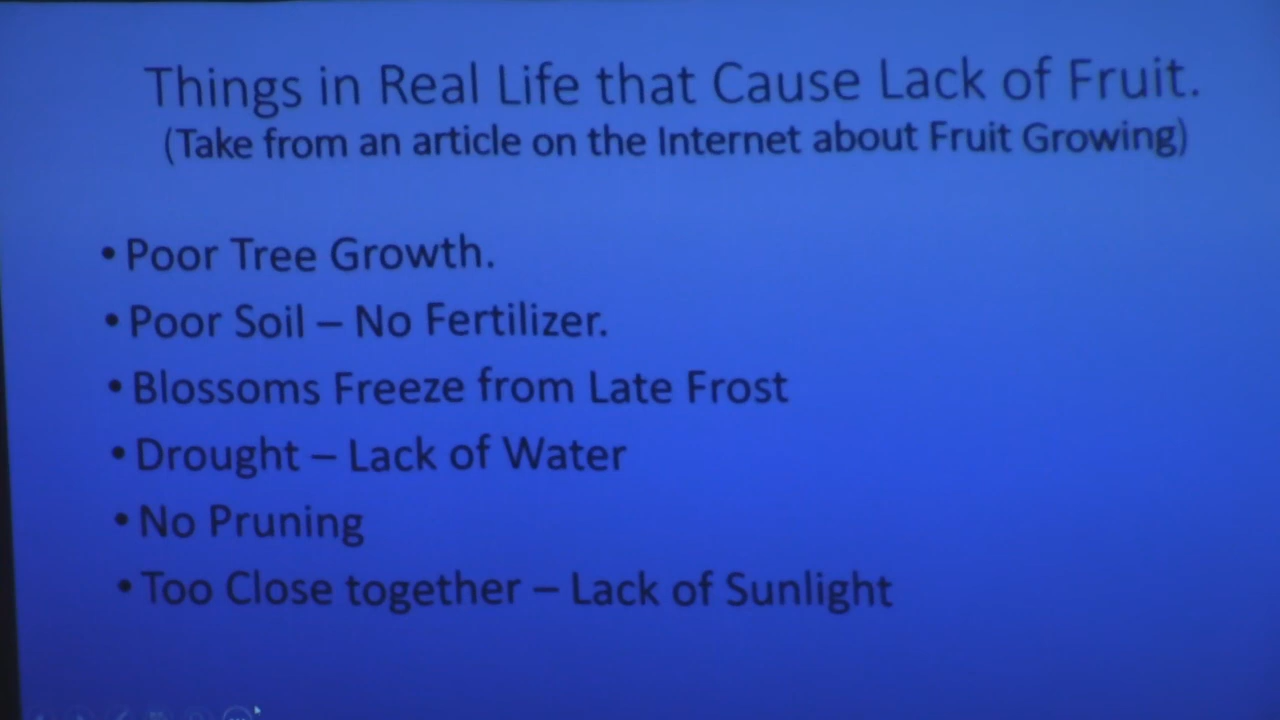 Things in Real Life that Cause Lack of Fruit.
(Take from an article on the Internet about Fruit Growing)
• Poor Tree Growth.
• Poor Soil – No Fertilizer.
• Blossoms Freeze from Late Frost
• Drought – Lack of Water
• No Pruning
• Too Close together – Lack of Sunlight